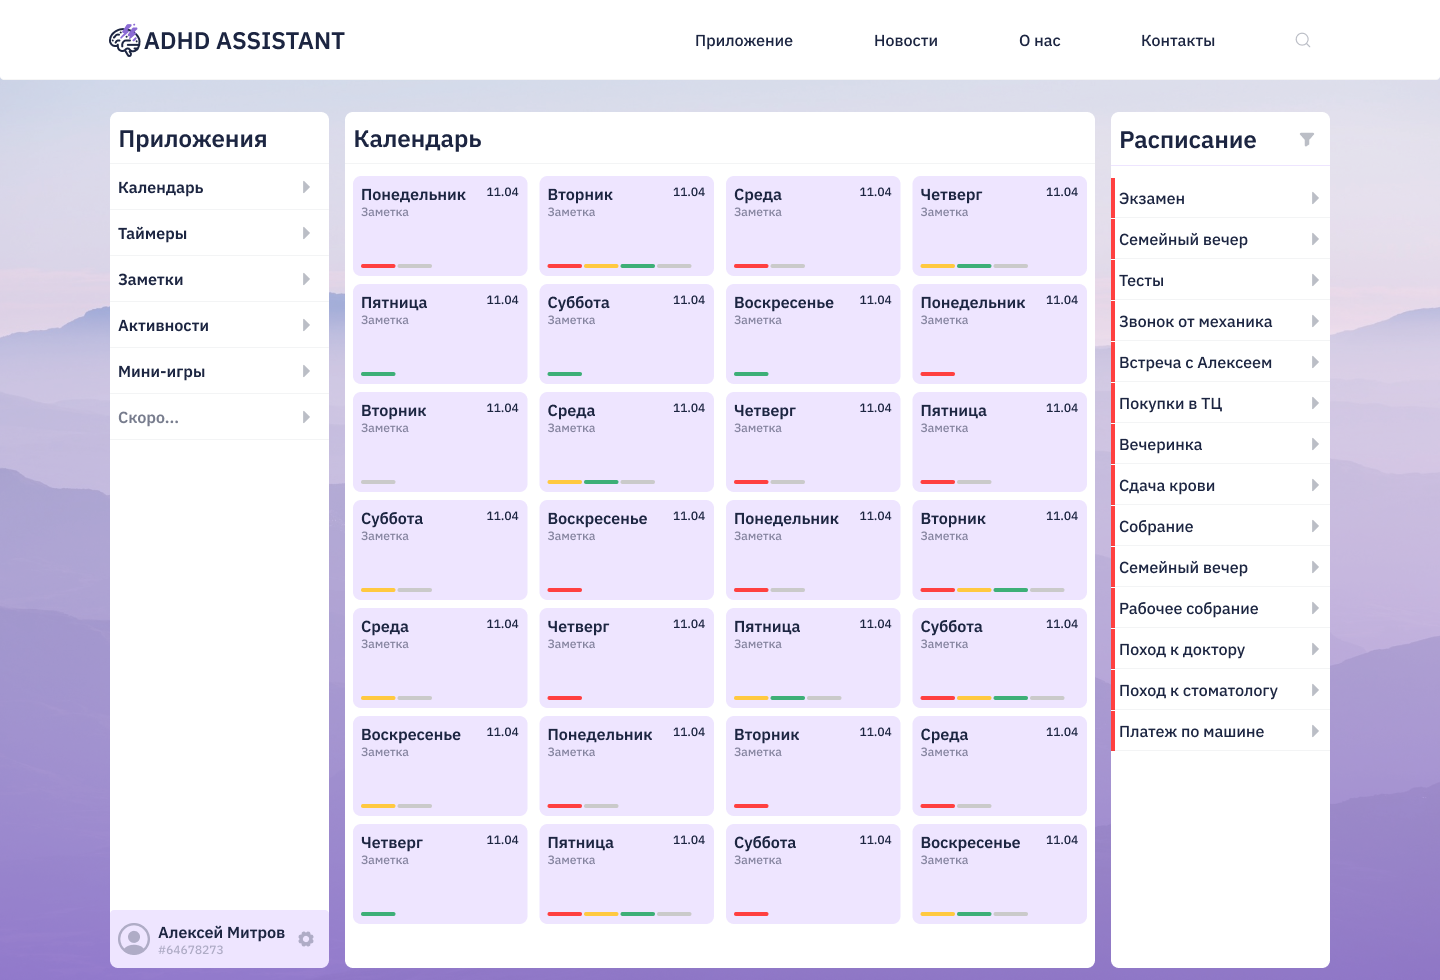 ADHD ASSISTANT
Приложение
Новости
О нас
Контакты
Приложения
Календарь
Таймеры
Заметки
Активности
Мини-игры
Скоро...
Алексей Митров
#64678273
Календарь
Понедельник 11.04
Заметка
Вторник 11.04
Заметка
Среда 11.04
Заметка
Четверг 11.04
Заметка
Пятница 11.04
Заметка
Суббота 11.04
Заметка
Воскресенье 11.04
Заметка
Понедельник 11.04
Заметка
Вторник 11.04
Заметка
Среда 11.04
Заметка
Четверг 11.04
Заметка
Пятница 11.04
Заметка
Суббота 11.04
Заметка
Воскресенье 11.04
Заметка
Понедельник 11.04
Заметка
Вторник 11.04
Заметка
Среда 11.04
Заметка
Четверг 11.04
Заметка
Пятница 11.04
Заметка
Суббота 11.04
Заметка
Воскресенье 11.04
Заметка
Понедельник 11.04
Заметка
Вторник 11.04
Заметка
Среда 11.04
Заметка
Четверг 11.04
Заметка
Пятница 11.04
Заметка
Суббота 11.04
Заметка
Воскресенье 11.04
Заметка
Расписание
Экзамен
Семейный вечер
Тесты
Звонок от механика
Встреча с Алексеем
Покупки в ТЦ
Вечеринка
Сдача крови
Собрание
Семейный вечер
Рабочее собрание
Поход к доктору
Поход к стоматологу
Платеж по машине